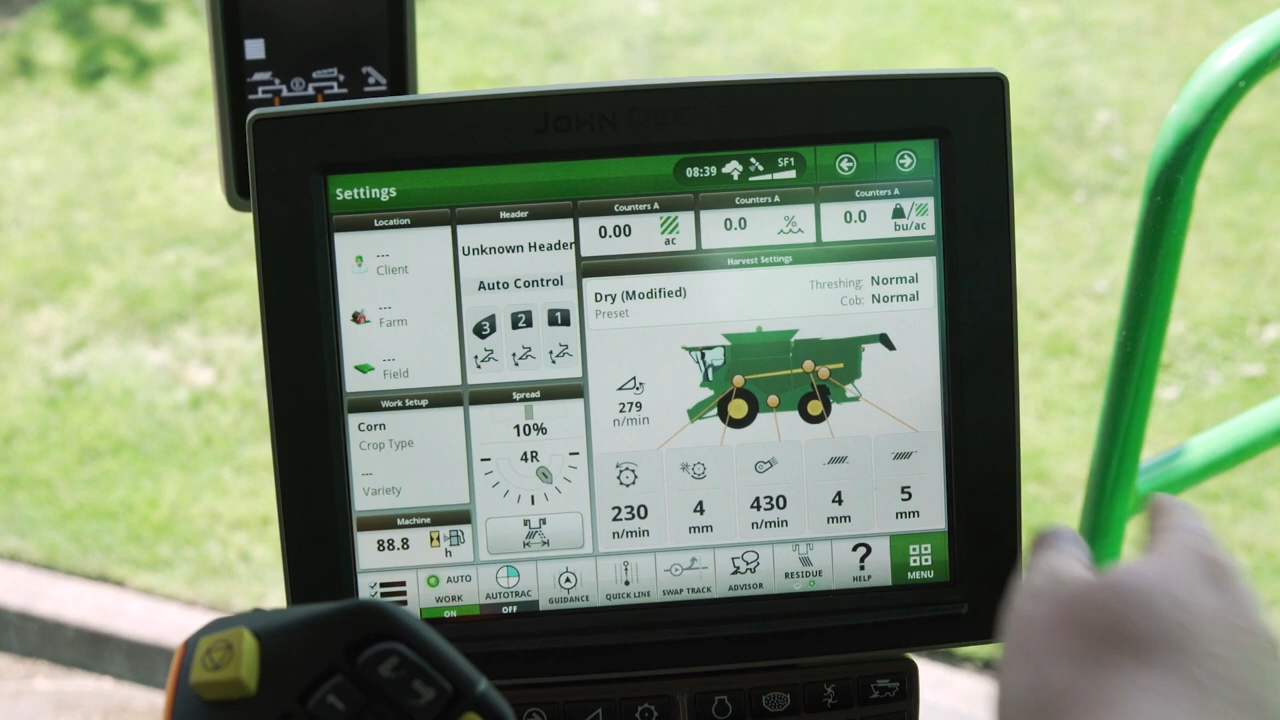 JOHN DEERE
Settings
08:39
SF1
Location
---
Client
---
Farm
---
Field
Header
Unknown Header
Auto Control
3
2
1
Counters A
0.00
ac
Counters A
0.0
%
Counters A
0.0
bu/ac
Harvest Settings
Dry (Modified)
Preset
Threshing: Normal
Cob: Normal
279
n/min
230
n/min
4
mm
430
n/min
4
mm
5
mm
Work Setup
Corn
Crop Type
---
Variety
Spread
10%
4R
Machine
88.8
h
AUTO
WORK
ON
AUTOTRAC
OFF
GUIDANCE
QUICK LINE
SWAP TRACK
ADVISOR
RESIDUE
?
HELP
MENU
1